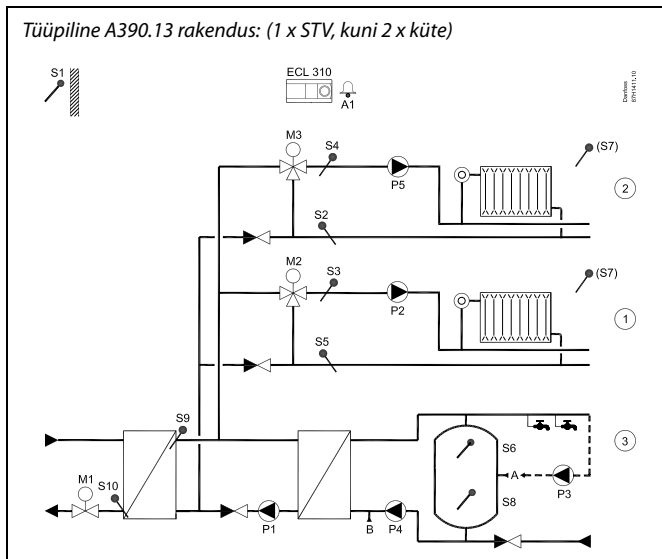 Tüüpiline A390.13 rakendus: (1 x STV, kuni 2 x küte)
S1
ECL 310
A1
Danfoss
87H1411.10
M3
S4
P5
(S7)
2
S2
M2
S3
P2
(S7)
1
S5
S9
S6
3
A
P3
M1
S10
S8
P1
B
P4